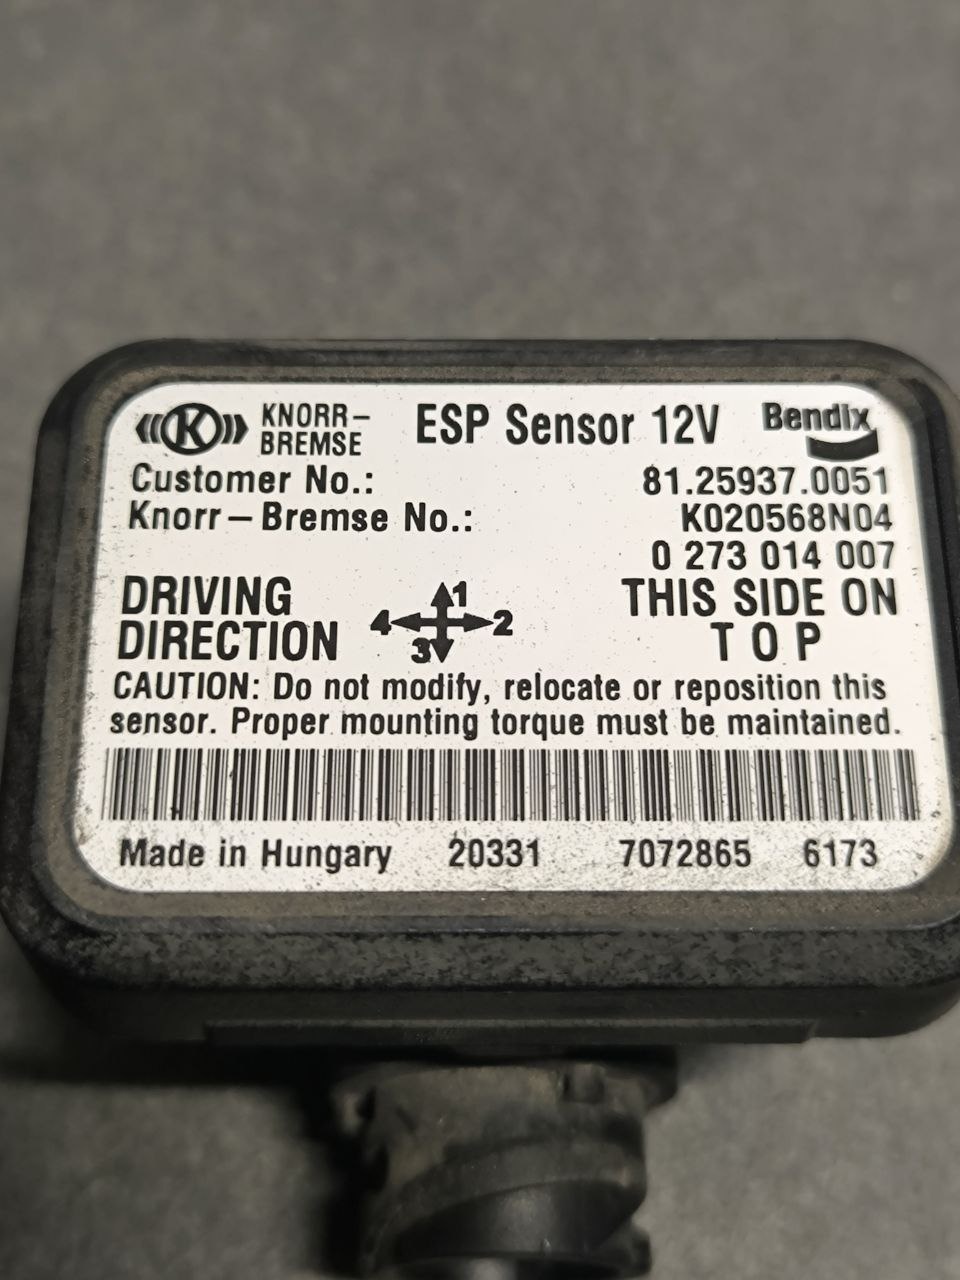 K KNORR-BREMSE ESP Sensor 12V Bendix
Customer No.: 81.25937.0051
Knorr-Bremse No.: K020568N04
0 273 014 007
DRIVING DIRECTION 1 2 3 4 THIS SIDE ON TOP
CAUTION: Do not modify, relocate or reposition this
sensor. Proper mounting torque must be maintained.
Made in Hungary 20331 7072865 6173